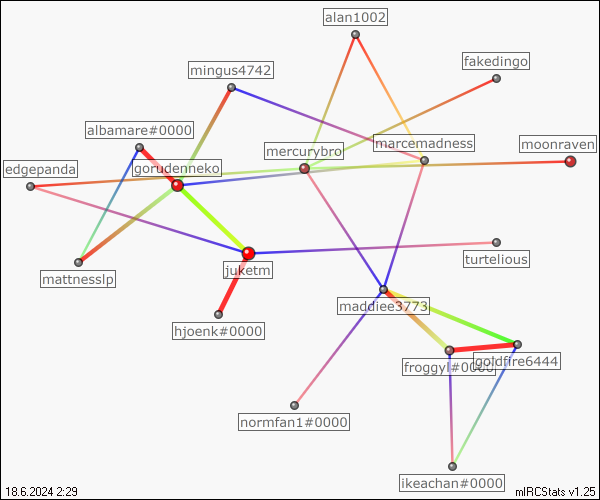 alan1002
fakedingo
mingus4742
albamare#0000
marcemadness
moonraven
mercurybro
edgepanda
gorudenneko
turtelious
juketm
mattnesslp
maddiee3773
hjoenk#0000
goldfire6444
froggyl#0000
normfan1#0000
ikeachan#0000
18.6.2024 2:29
mIRCStats v1.25